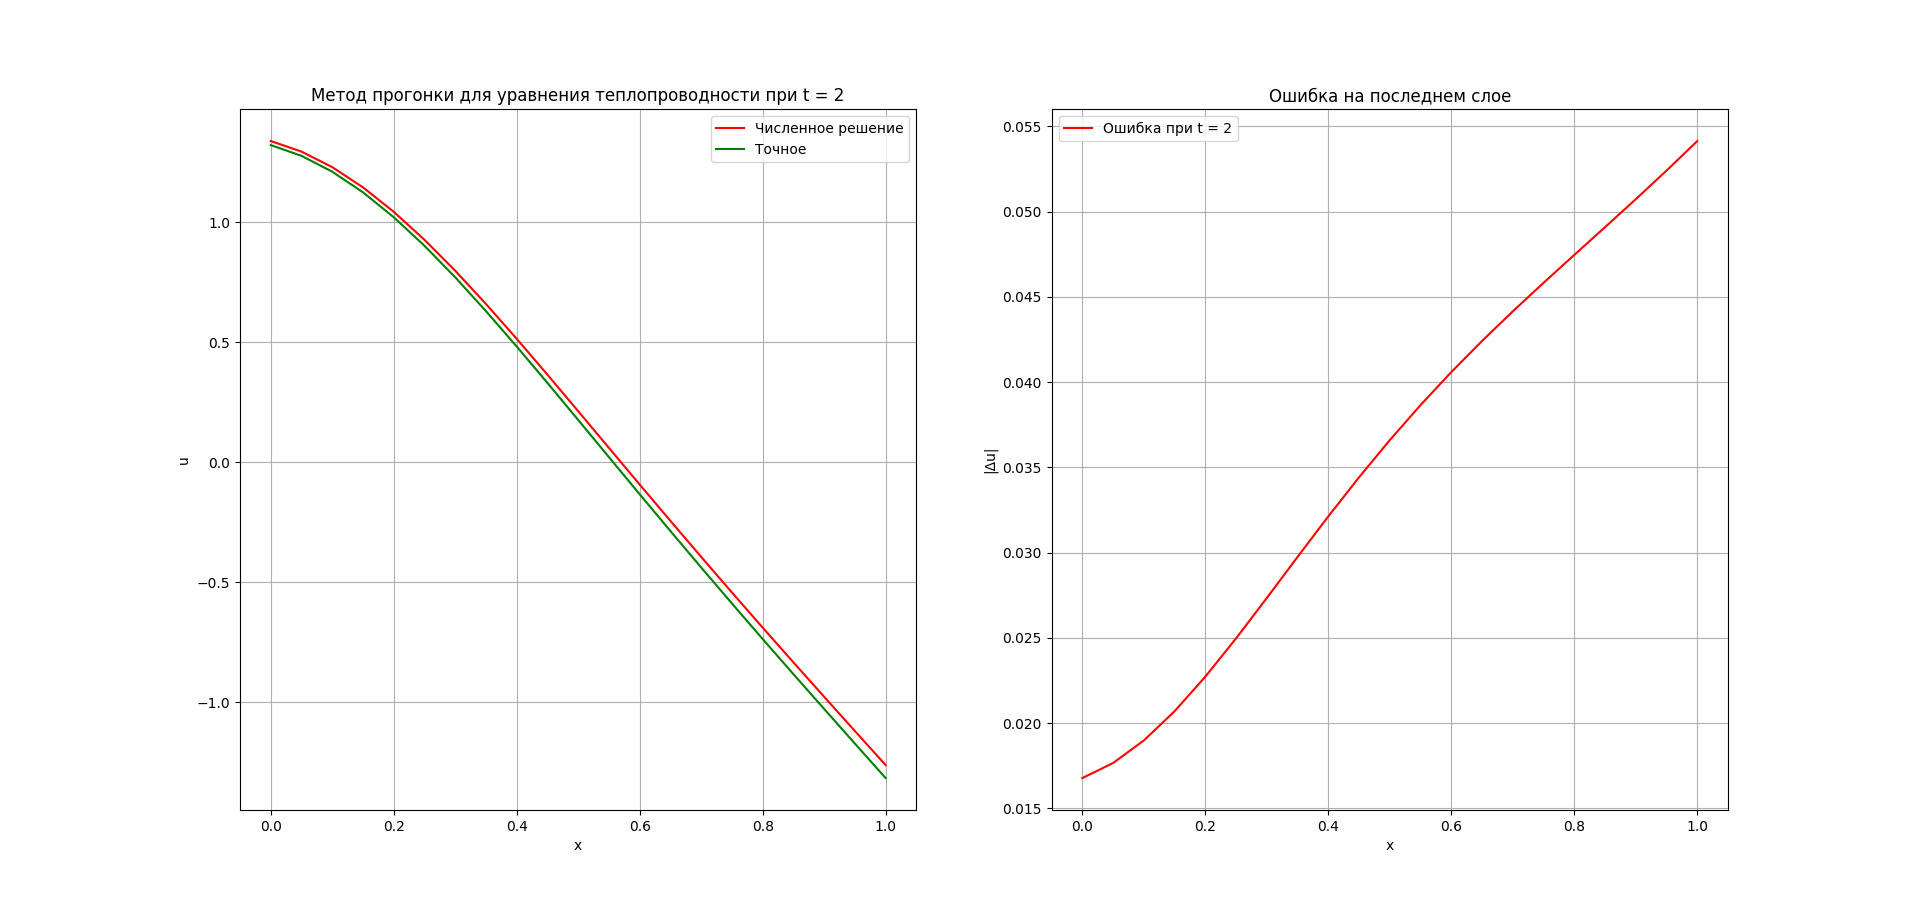 Метод прогонки для уравнения теплопроводности при t = 2
Численное решение
Точное
1.0
0.5
0.0
−0.5
−1.0
u
0.0 0.2 0.4 0.6 0.8 1.0
x
Ошибка на последнем слое
Ошибка при t = 2
0.055
0.050
0.045
0.040
0.035
0.030
0.025
0.020
0.015
|Δu|
0.0 0.2 0.4 0.6 0.8 1.0
x